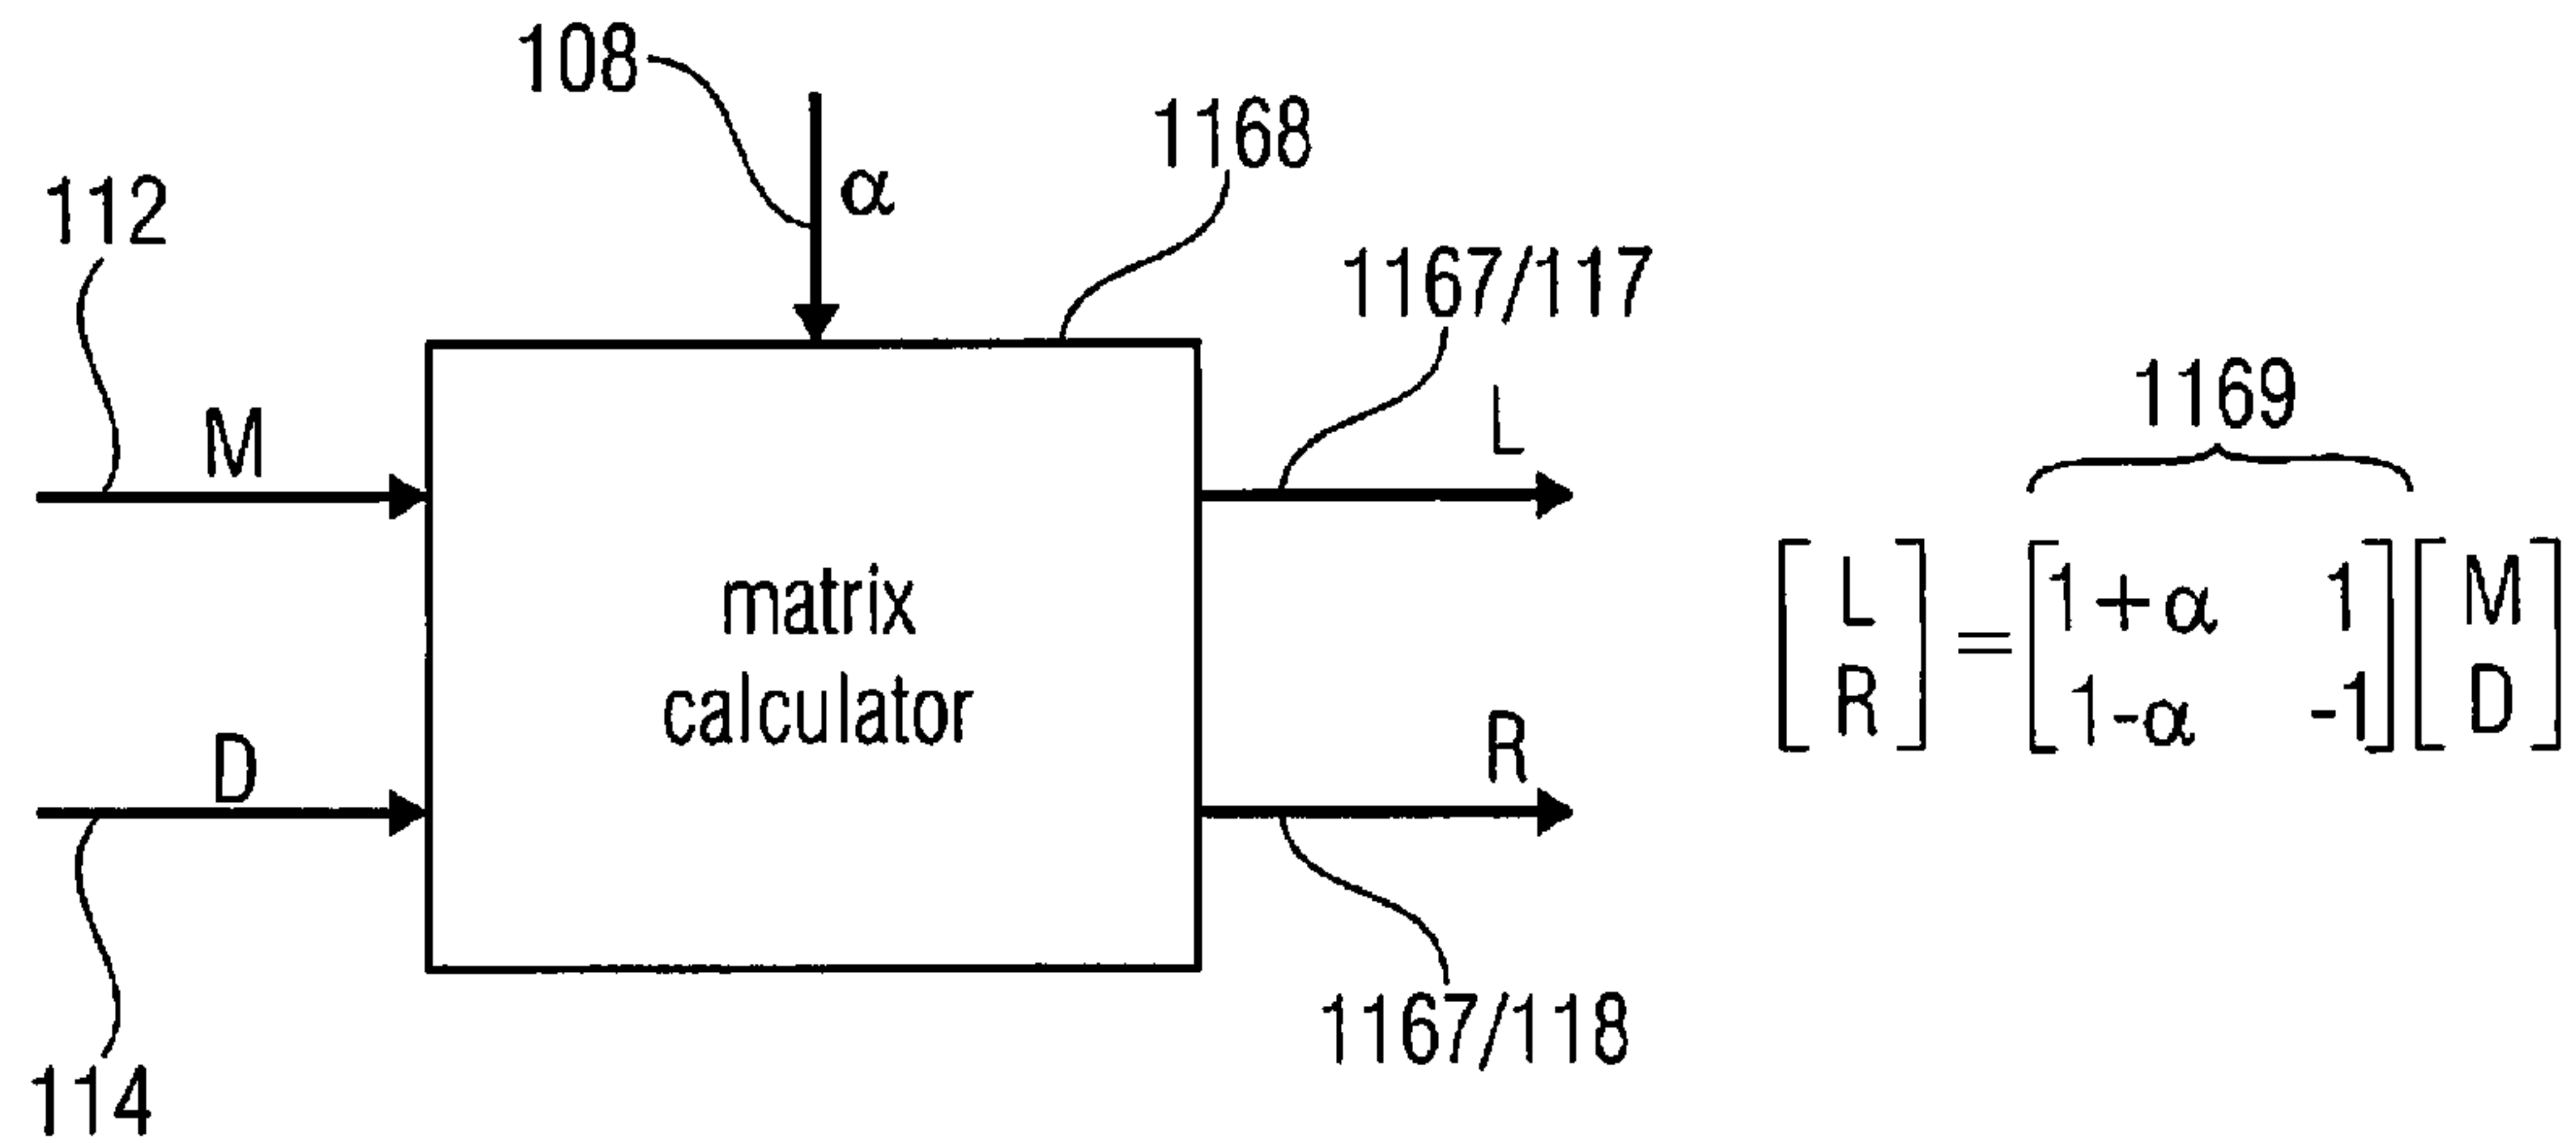 108
1168
112
α
1167/117
M
L
1169
matrix
calculator
[L R] = [1+α 1 1-α -1] [M D]
D
R
1167/118
114